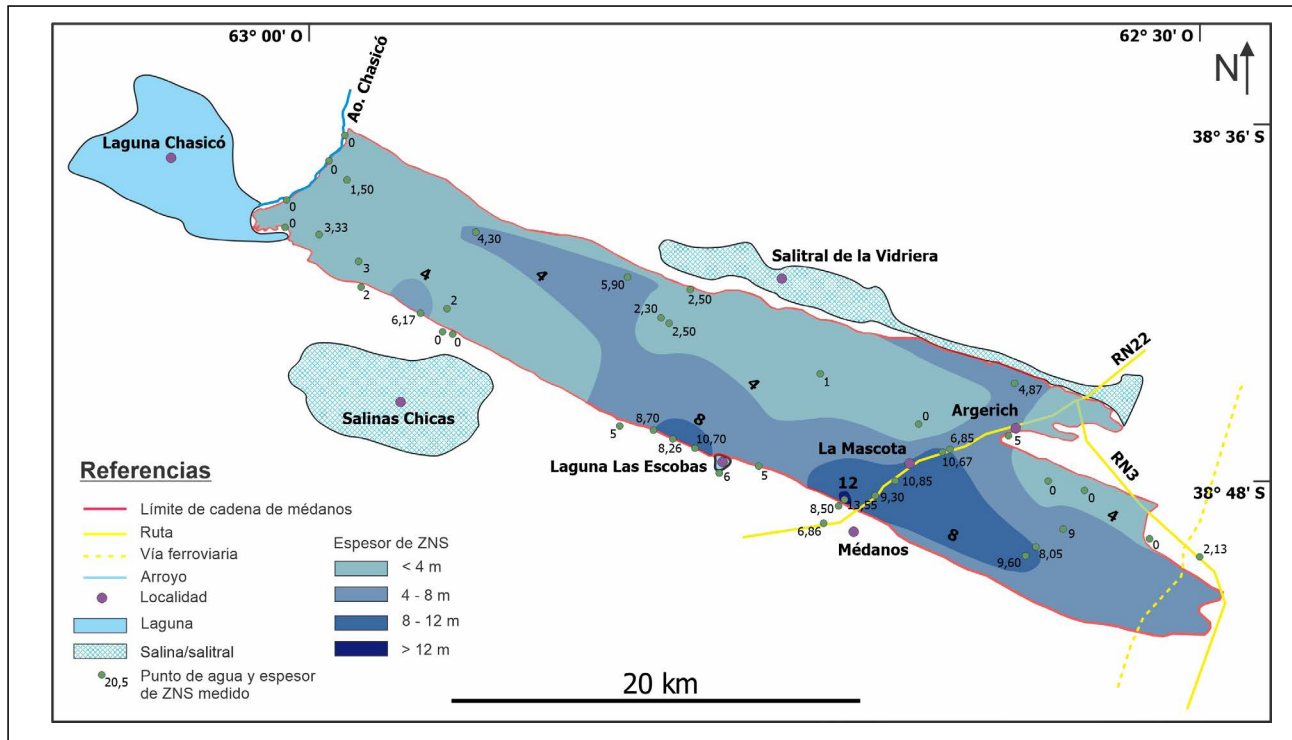 63° 00' O
62° 30' O
N
Ao. Chasicó
38° 36' S
Laguna Chasicó
0
0
1,50
0
0
3,33
4,30
3
4
4
5,90
Salitral de la Vidriera
2
2,50
2
6,17
2,30
2,50
0
0
RN22
1
4
4,87
Salinas Chicas
Argerich
0
8,70
8
5
5
6,85
8,26
10,70
La Mascota
10,67
Laguna Las Escobas
5
6
RN3
12
10,85
0
0
38° 48' S
9,30
8,50
13,55
4
6,86
8
9
Médanos
8,05
0
2,13
9,60
Referencias
Límite de cadena de médanos
Ruta
Vía ferroviaria
Arroyo
Localidad
Laguna
Salina/salitral
20,5
Punto de agua y espesor
de ZNS medido
Espesor de ZNS
< 4 m
4 - 8 m
8 - 12 m
> 12 m
20 km